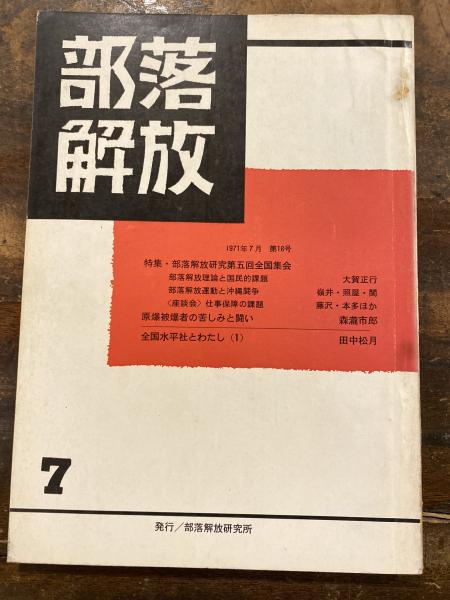 部落
解放
1971年7月 第16号
特集・部落解放研究第五回全国集会
部落解放理論と国民的課題 大賀正行
部落解放運動と沖縄闘争 嶺井・照屋・関
〈座談会〉仕事保障の課題 藤沢・本多ほか
原爆被爆者の苦しみと闘い 森瀧市郎
全国水平社とわたし（1） 田中松月
7
発行／部落解放研究所